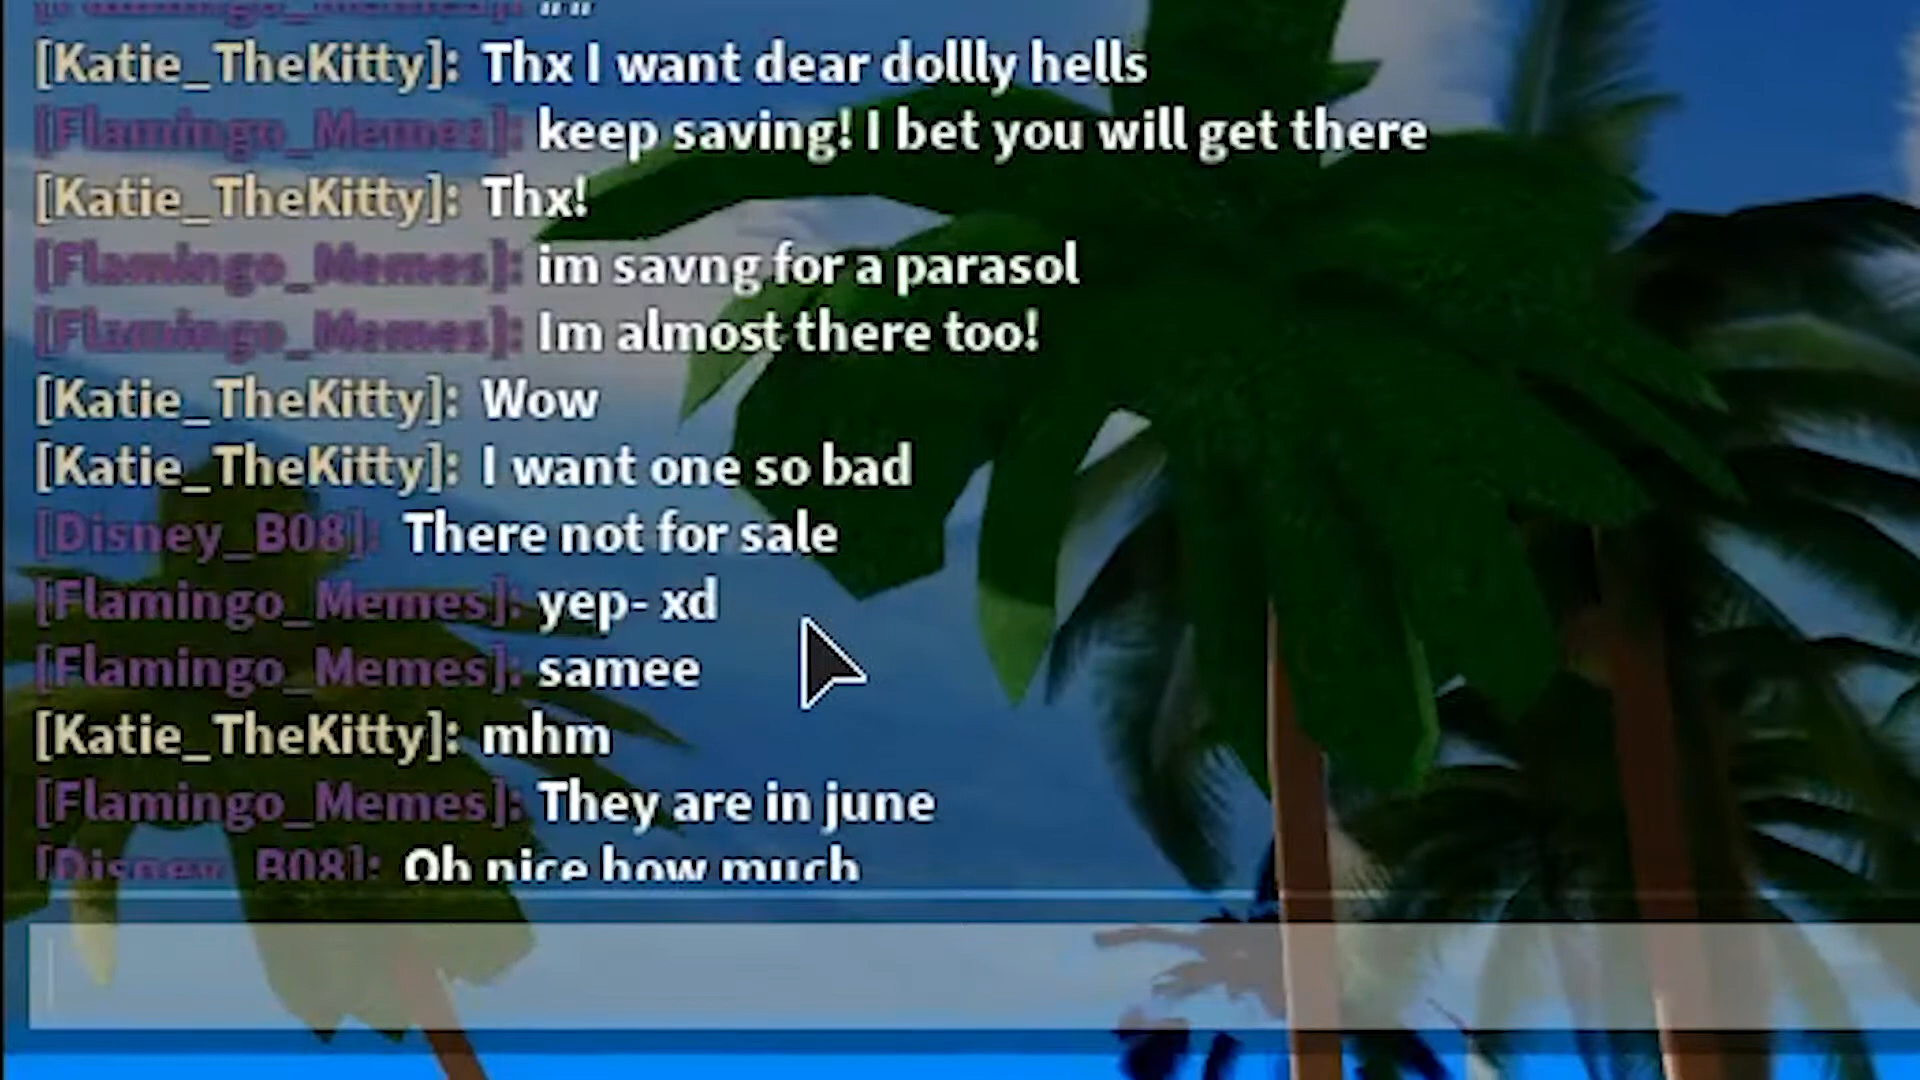 [Flamingo_Memes]: ##
[Katie_TheKitty]: Thx I want dear dollly hells
[Flamingo_Memes]: keep saving! I bet you will get there
[Katie_TheKitty]: Thx!
[Flamingo_Memes]: im savng for a parasol
[Flamingo_Memes]: Im almost there too!
[Katie_TheKitty]: Wow
[Katie_TheKitty]: I want one so bad
[Disney_B08]: There not for sale
[Flamingo_Memes]: yep- xd
[Flamingo_Memes]: samee
[Katie_TheKitty]: mhm
[Flamingo_Memes]: They are in june
[Disney_B08]: Oh nice how much